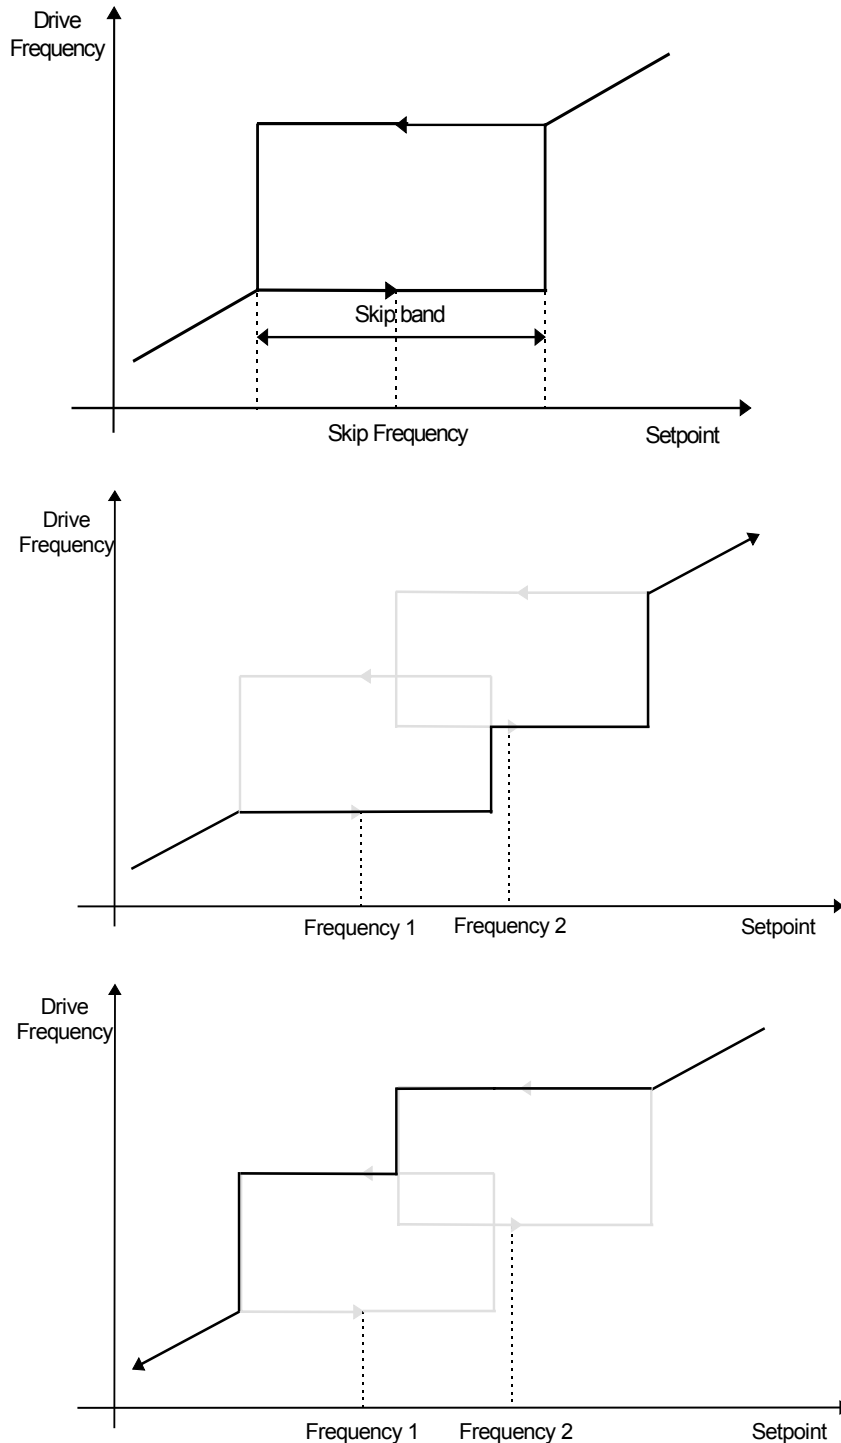 Drive
Frequency
Skip band
Skip Frequency
Setpoint
Drive
Frequency
Frequency 1
Frequency 2
Setpoint
Drive
Frequency
Frequency 1
Frequency 2
Setpoint